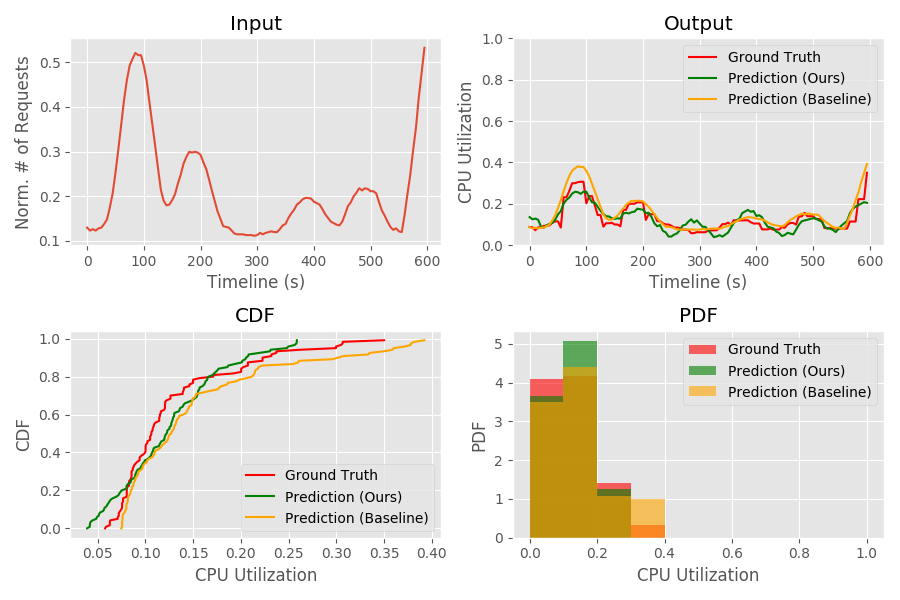 Input
Norm. # of Requests
0.5
0.4
0.3
0.2
0.1
0 100 200 300 400 500 600
Timeline (s)
Output
CPU Utilization
1.0
0.8
0.6
0.4
0.2
0.0
Ground Truth
Prediction (Ours)
Prediction (Baseline)
0 100 200 300 400 500 600
Timeline (s)
CDF
CDF
1.0
0.8
0.6
0.4
0.2
0.0
Ground Truth
Prediction (Ours)
Prediction (Baseline)
0.05 0.10 0.15 0.20 0.25 0.30 0.35 0.40
CPU Utilization
PDF
PDF
5
4
3
2
1
0
Ground Truth
Prediction (Ours)
Prediction (Baseline)
0.0 0.2 0.4 0.6 0.8 1.0
CPU Utilization